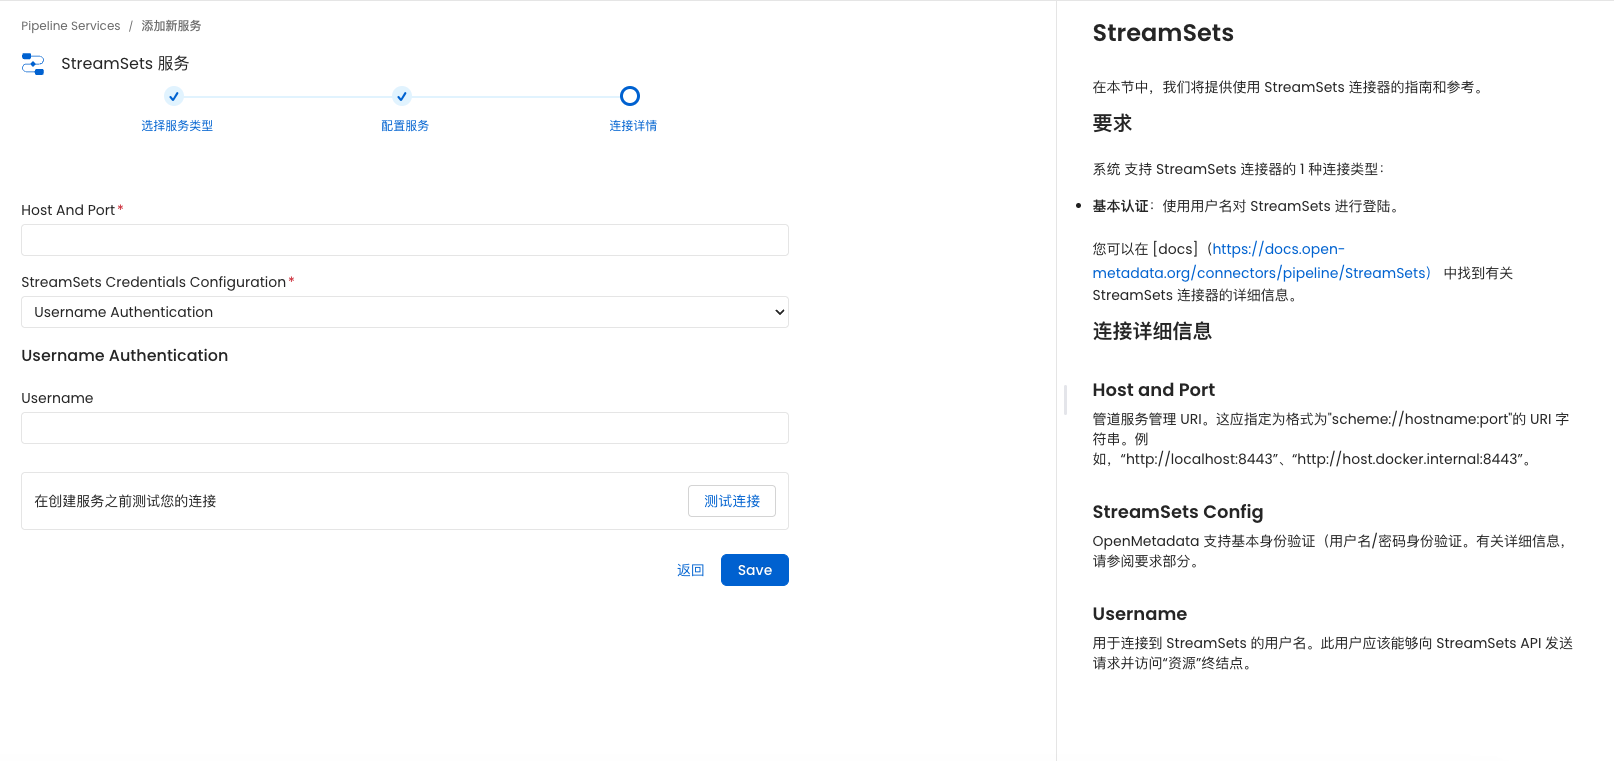 Pipeline Services / 添加新服务
StreamSets 服务
选择服务类型
配置服务
连接详情
Host And Port*
StreamSets Credentials Configuration*
Username Authentication
Username Authentication
Username
在创建服务之前测试您的连接
测试连接
返回
Save
StreamSets
在本节中，我们将提供使用 StreamSets 连接器的指南和参考。
要求
系统 支持 StreamSets 连接器的 1 种连接类型：
• 基本认证：使用用户名对 StreamSets 进行登陆。
您可以在 [docs]（https://docs.open-
metadata.org/connectors/pipeline/StreamSets） 中找到有关
StreamSets 连接器的详细信息。
连接详细信息
Host and Port
管道服务管理 URI。这应指定为格式为"scheme://hostname:port"的 URI 字
符串。例
如，“http://localhost:8443”、“http://host.docker.internal:8443”。
StreamSets Config
OpenMetadata 支持基本身份验证（用户名/密码身份验证。有关详细信息，
请参阅要求部分。
Username
用于连接到 StreamSets 的用户名。此用户应该能够向 StreamSets API 发送
请求并访问“资源”终结点。